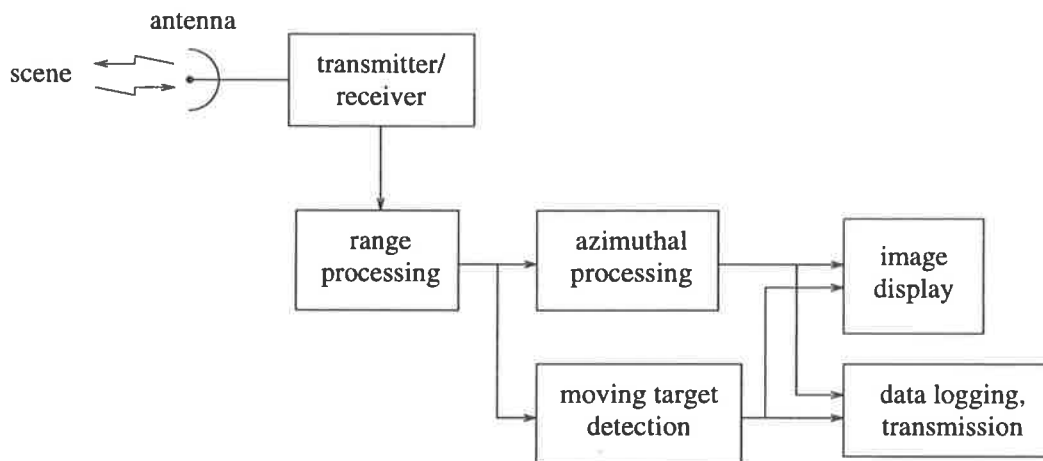 antenna
scene
transmitter/
receiver
range
processing
azimuthal
processing
image
display
moving target
detection
data logging,
transmission